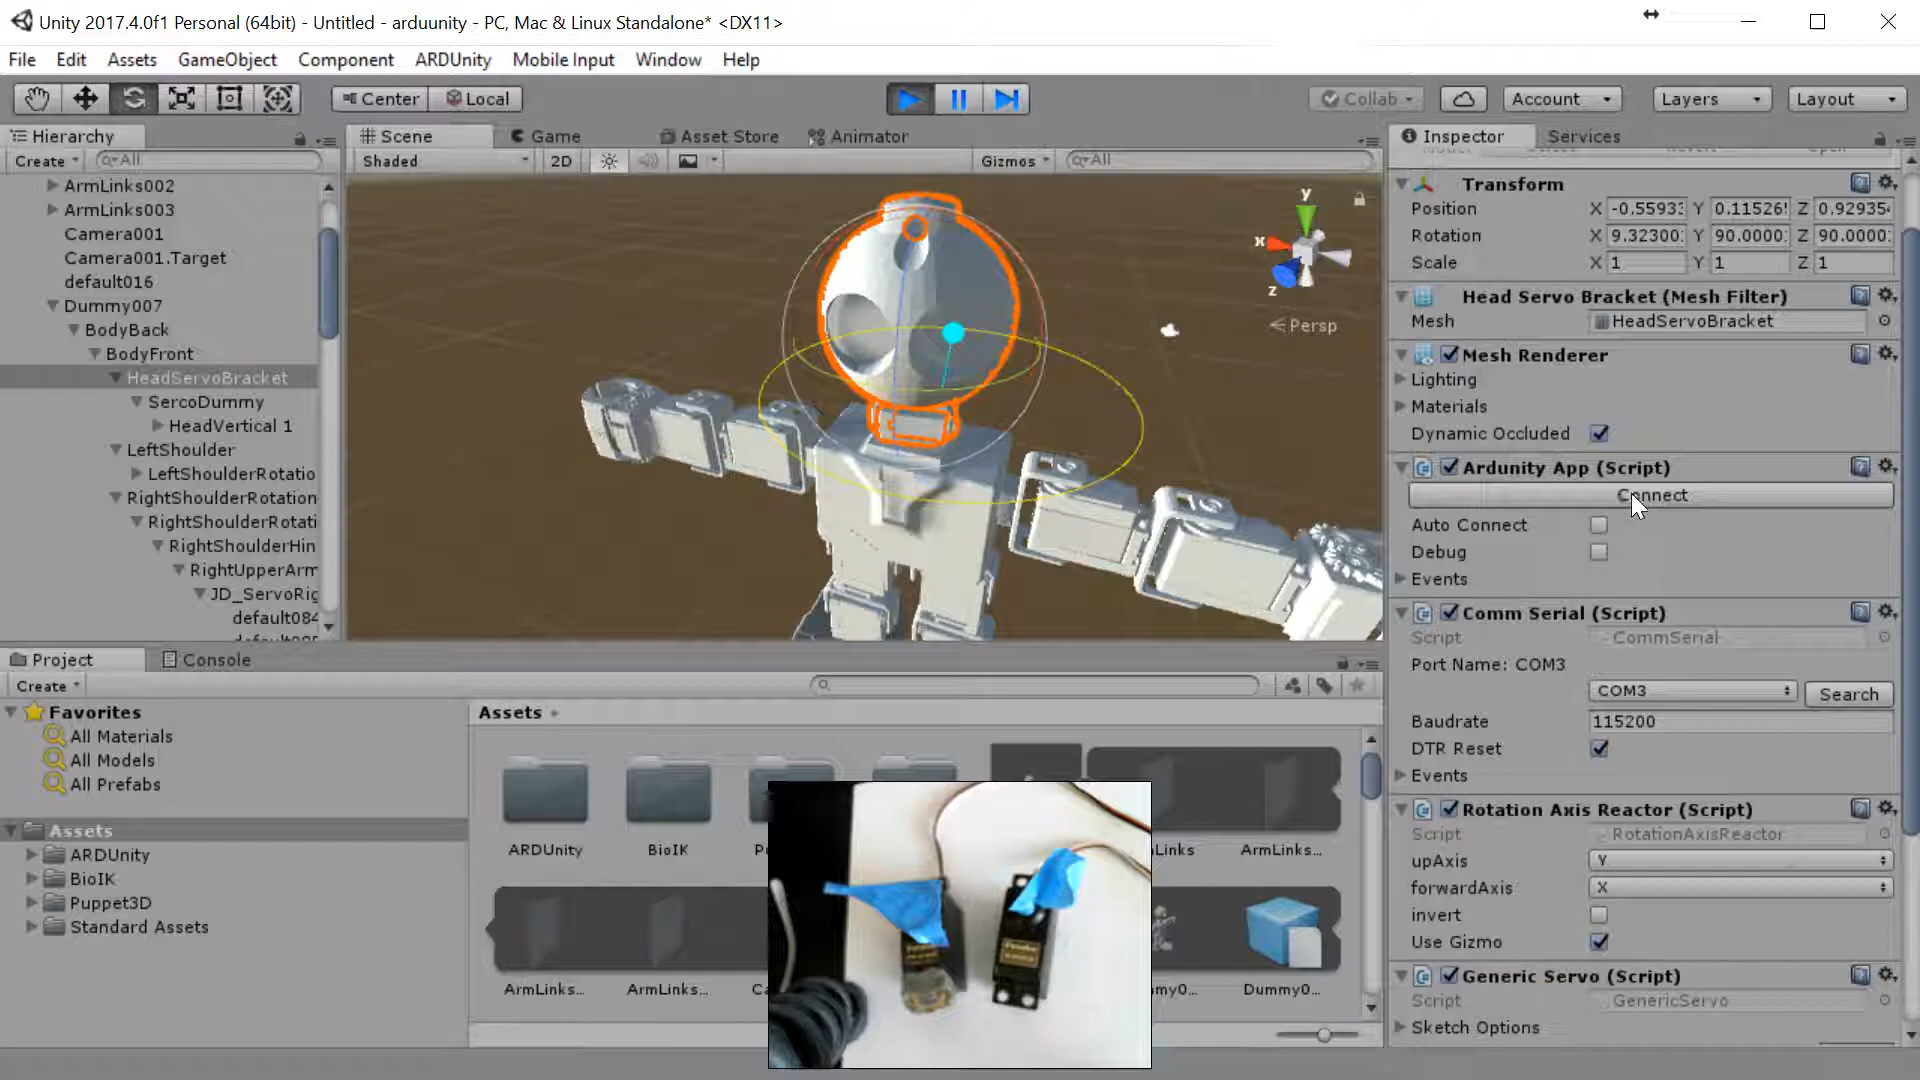 Unity 2017.4.0f1 Personal (64bit) - Untitled - arduunity - PC, Mac & Linux Standalone* <DX11>
File Edit Assets GameObject Component ARDUnity Mobile Input Window Help
Center Local Collab Account Layers Layout
Hierarchy
Create All
ArmLinks002
ArmLinks003
Camera001
Camera001.Target
default016
Dummy007
BodyBack
BodyFront
HeadServoBracket
SercoDummy
HeadVertical 1
LeftShoulder
LeftShoulderRotatio
RightShoulderRotation
RightShoulderRotati
RightShoulderHin
RightUpperArm
JD_ServoRig
default084
Scene Game Asset Store Animator
Shaded 2D Gizmos All
y
x
z
Persp
Project Console
Create
Favorites
All Materials
All Models
All Prefabs
Assets
ARDUnity
BioIK
Puppet3D
Standard Assets
Assets
ARDUnity BioIK Links ArmLinks...
ArmLinks... ArmLinks... Dummy0...
Inspector Services
Transform
Position X -0.5593 Y 0.1152 Z 0.92935
Rotation X 9.32300 Y 90.0000 Z 90.0000
Scale X 1 Y 1 Z 1
Head Servo Bracket (Mesh Filter)
Mesh HeadServoBracket
Mesh Renderer
Lighting
Materials
Dynamic Occluded
Ardunity App (Script)
Connect
Auto Connect
Debug
Events
Comm Serial (Script)
Script CommSerial
Port Name: COM3
COM3 Search
Baudrate 115200
DTR Reset
Events
Rotation Axis Reactor (Script)
Script RotationAxisReactor
upAxis Y
forwardAxis X
invert
Use Gizmo
Generic Servo (Script)
Script GenericServo
Sketch Options